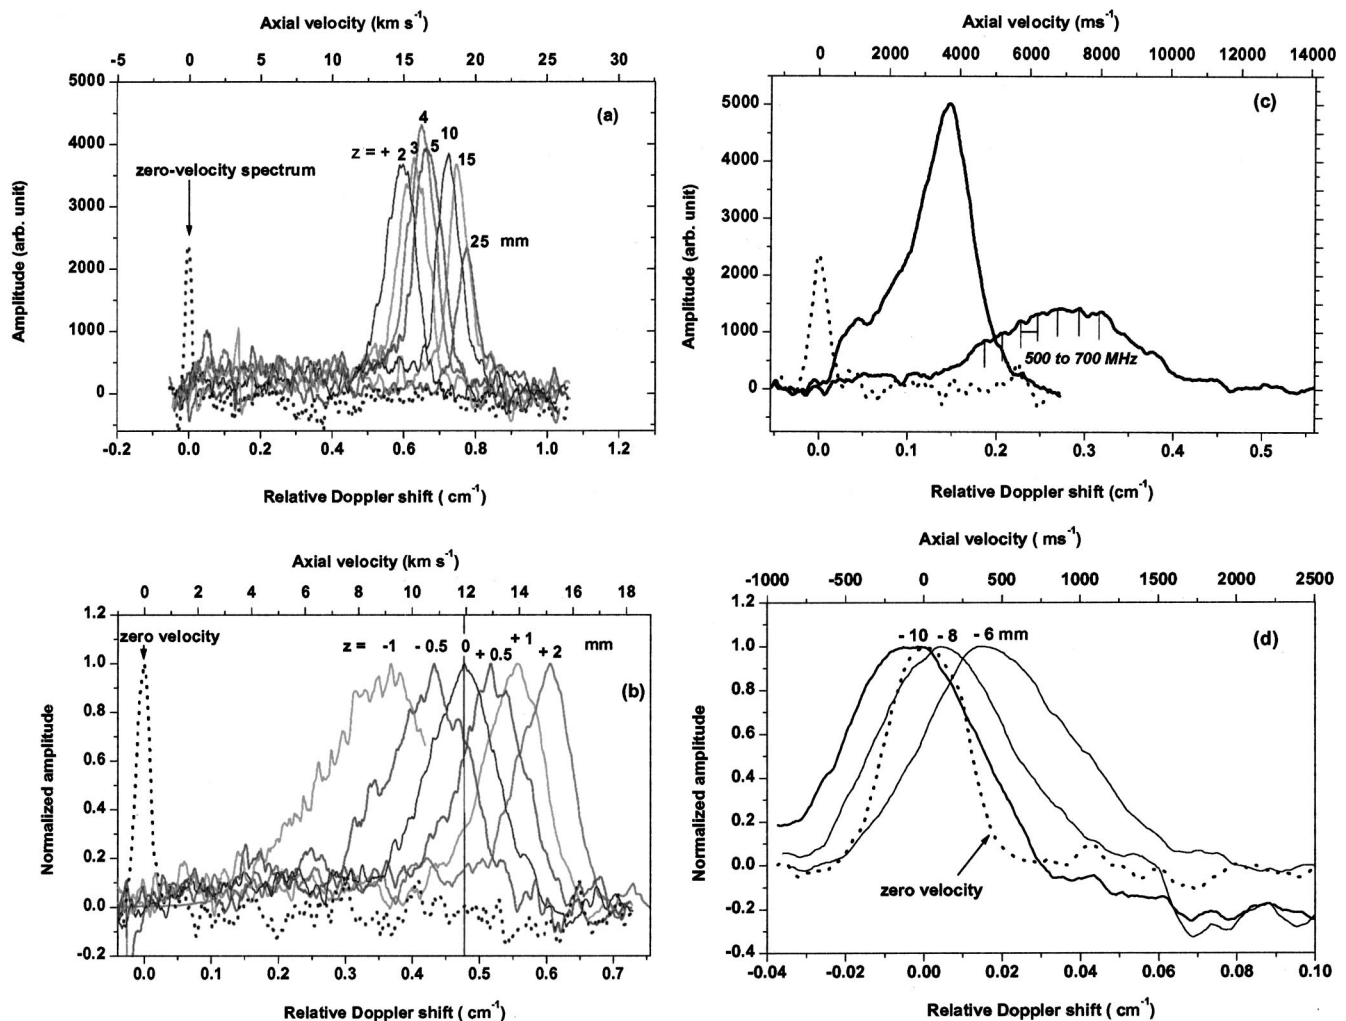 Axial velocity (km s-1)
-5 0 5 10 15 20 25 30
5000
4000
3000
2000
1000
0
Amplitude (arb. unit)
(a)
zero-velocity spectrum
z = + 2 3 4 5 10 15
25 mm
-0.2 0.0 0.2 0.4 0.6 0.8 1.0 1.2
Relative Doppler shift ( cm-1)
Axial velocity (ms-1)
0 2000 4000 6000 8000 10000 12000 14000
5000
4000
3000
2000
1000
0
Amplitude (arb. unit)
(c)
500 to 700 MHz
0.0 0.1 0.2 0.3 0.4 0.5
Relative Doppler shift (cm-1)
Axial velocity (km s-1)
0 2 4 6 8 10 12 14 16 18
1.2
1.0
0.8
0.6
0.4
0.2
0.0
-0.2
Normalized amplitude
zero velocity
z = -1 - 0.5 0 + 0.5 + 1 + 2 mm
(b)
0.0 0.1 0.2 0.3 0.4 0.5 0.6 0.7
Relative Doppler shift (cm-1)
Axial velocity ( ms-1)
-1000 -500 0 500 1000 1500 2000 2500
1.2
1.0
0.8
0.6
0.4
0.2
0.0
-0.2
-0.4
Normalized amplitude
- 10 - 8 - 6 mm
(d)
zero velocity
-0.04 -0.02 0.00 0.02 0.04 0.06 0.08 0.10
Relative Doppler shift ( cm-1)